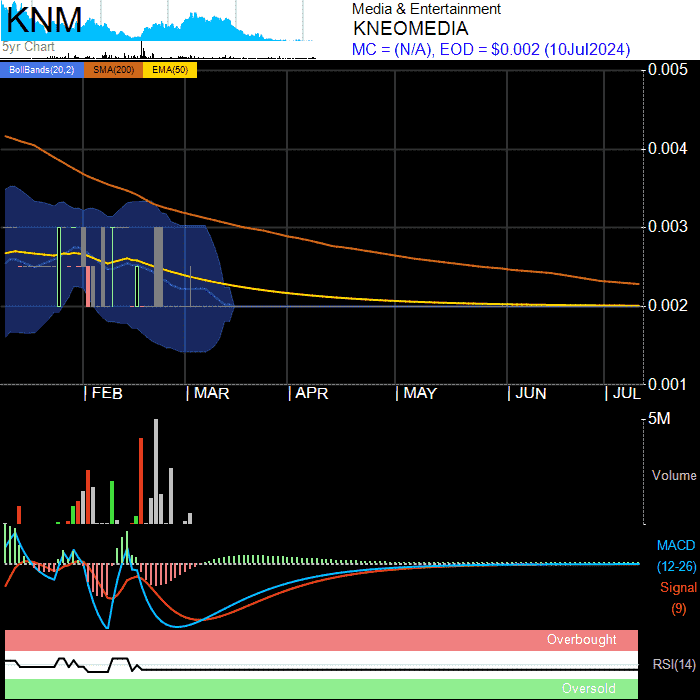 KNM
5yr Chart
Media & Entertainment
KNEOMEDIA
MC = (N/A), EOD = $0.002 (10Jul2024)
BollBands(20,2) SMA(200) EMA(50)
0.005
0.004
0.003
0.002
0.001
FEB MAR APR MAY JUN JUL
5M
Volume
MACD
(12-26)
Signal
(9)
Overbought
RSI(14)
Oversold